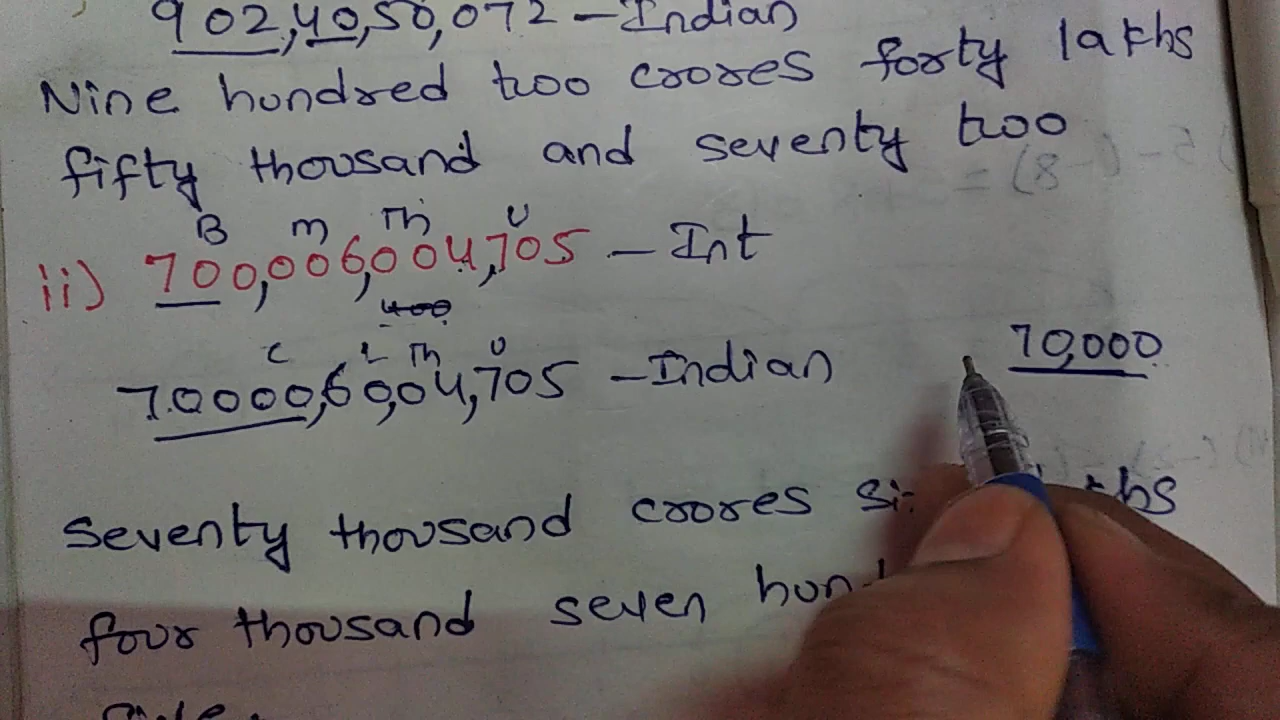 902,40,50,072 – Indian
Nine hundred two crores forty lakhs
fifty thousand and seventy two
B m Th U
ii) 700,006,004,705 – Int
400
C L Th U
70000,60,04,705 – Indian 70,000
Seventy thousand crores
four thousand seven